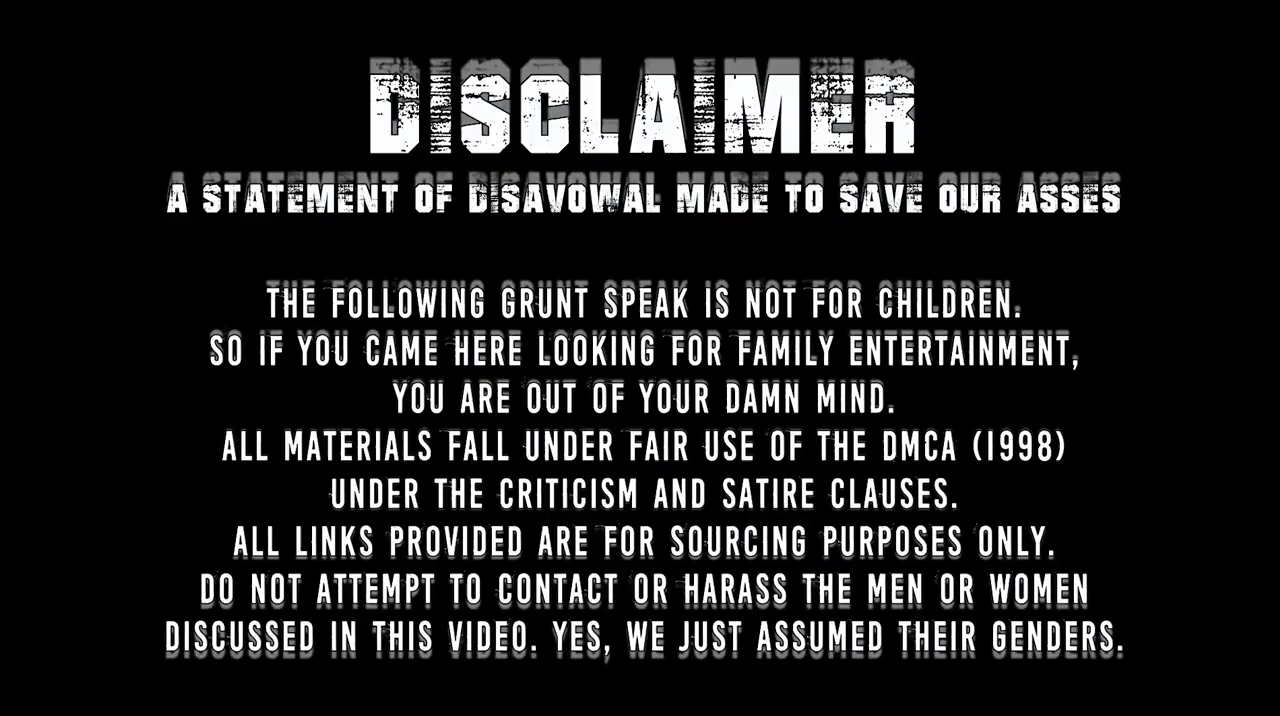 DISCLAIMER
A STATEMENT OF DISAVOWAL MADE TO SAVE OUR ASSES
THE FOLLOWING GRUNT SPEAK IS NOT FOR CHILDREN.
SO IF YOU CAME HERE LOOKING FOR FAMILY ENTERTAINMENT,
YOU ARE OUT OF YOUR DAMN MIND.
ALL MATERIALS FALL UNDER FAIR USE OF THE DMCA (1998)
UNDER THE CRITICISM AND SATIRE CLAUSES.
ALL LINKS PROVIDED ARE FOR SOURCING PURPOSES ONLY.
DO NOT ATTEMPT TO CONTACT OR HARASS THE MEN OR WOMEN
DISCUSSED IN THIS VIDEO. YES, WE JUST ASSUMED THEIR GENDERS.